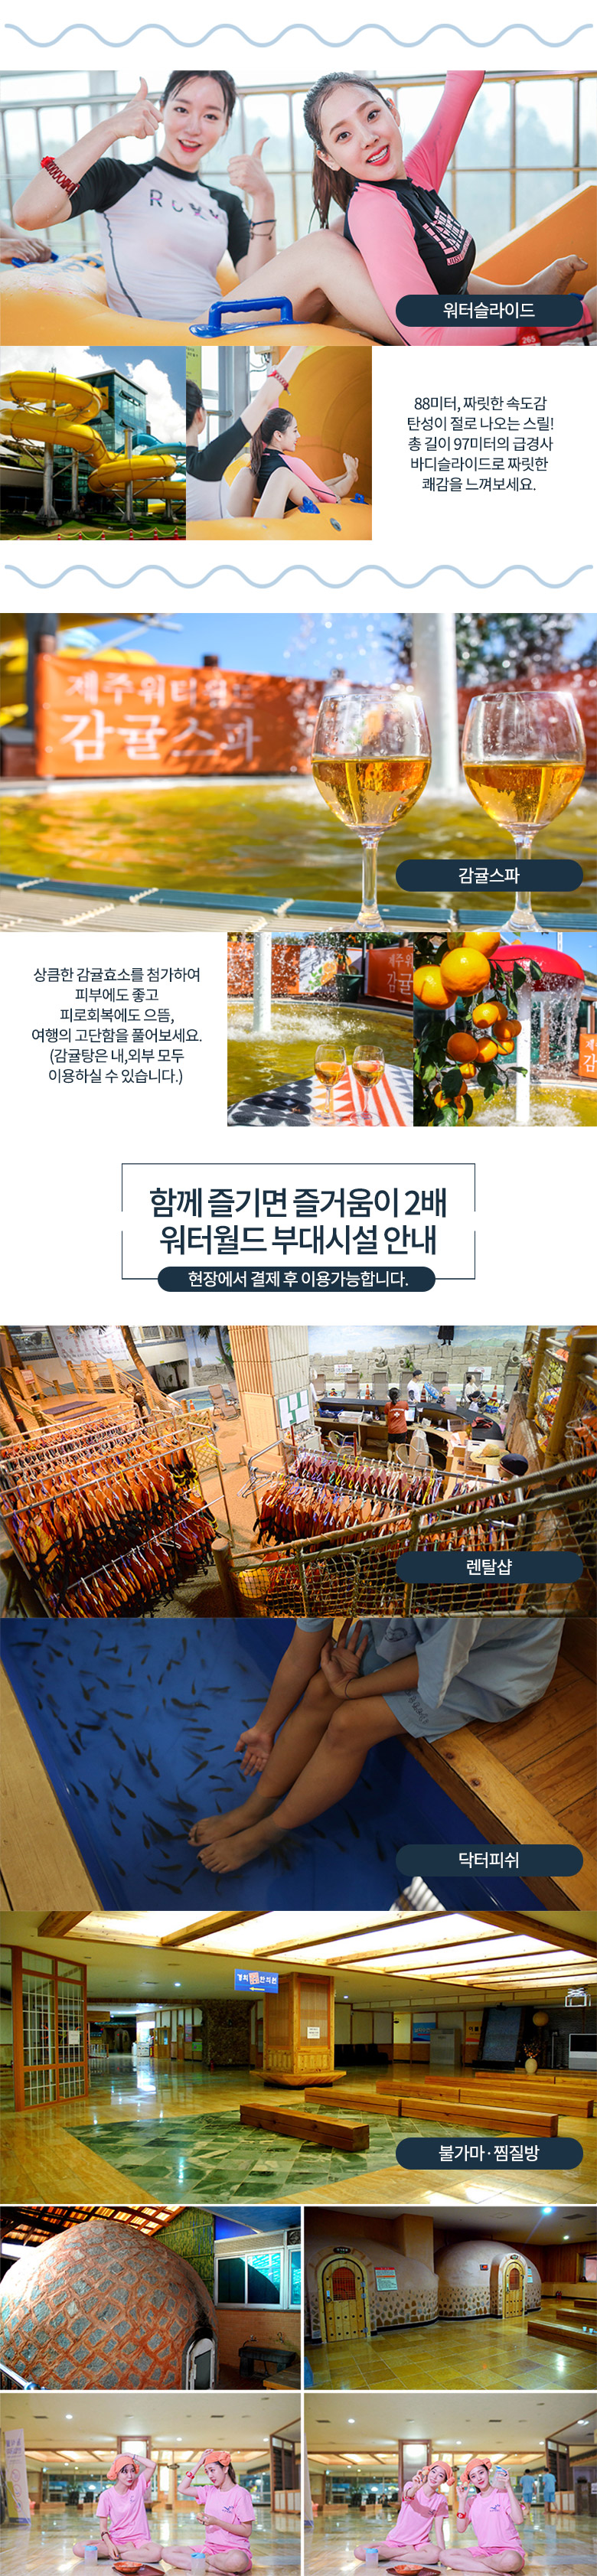 워터슬라이드
88미터, 짜릿한 속도감
탄성이 절로 나오는 스릴!
총 길이 97미터의 급경사
바디슬라이드로 짜릿한
쾌감을 느껴보세요.
제주워터월드
감귤스파
감귤스파
상큼한 감귤효소를 첨가하여
피부에도 좋고
피로회복에도 으뜸,
여행의 고단함을 풀어보세요.
(감귤탕은 내,외부 모두
이용하실 수 있습니다.)
함께 즐기면 즐거움이 2배
워터월드 부대시설 안내
현장에서 결제 후 이용가능합니다.
렌탈샵
닥터피쉬
불가마·찜질방